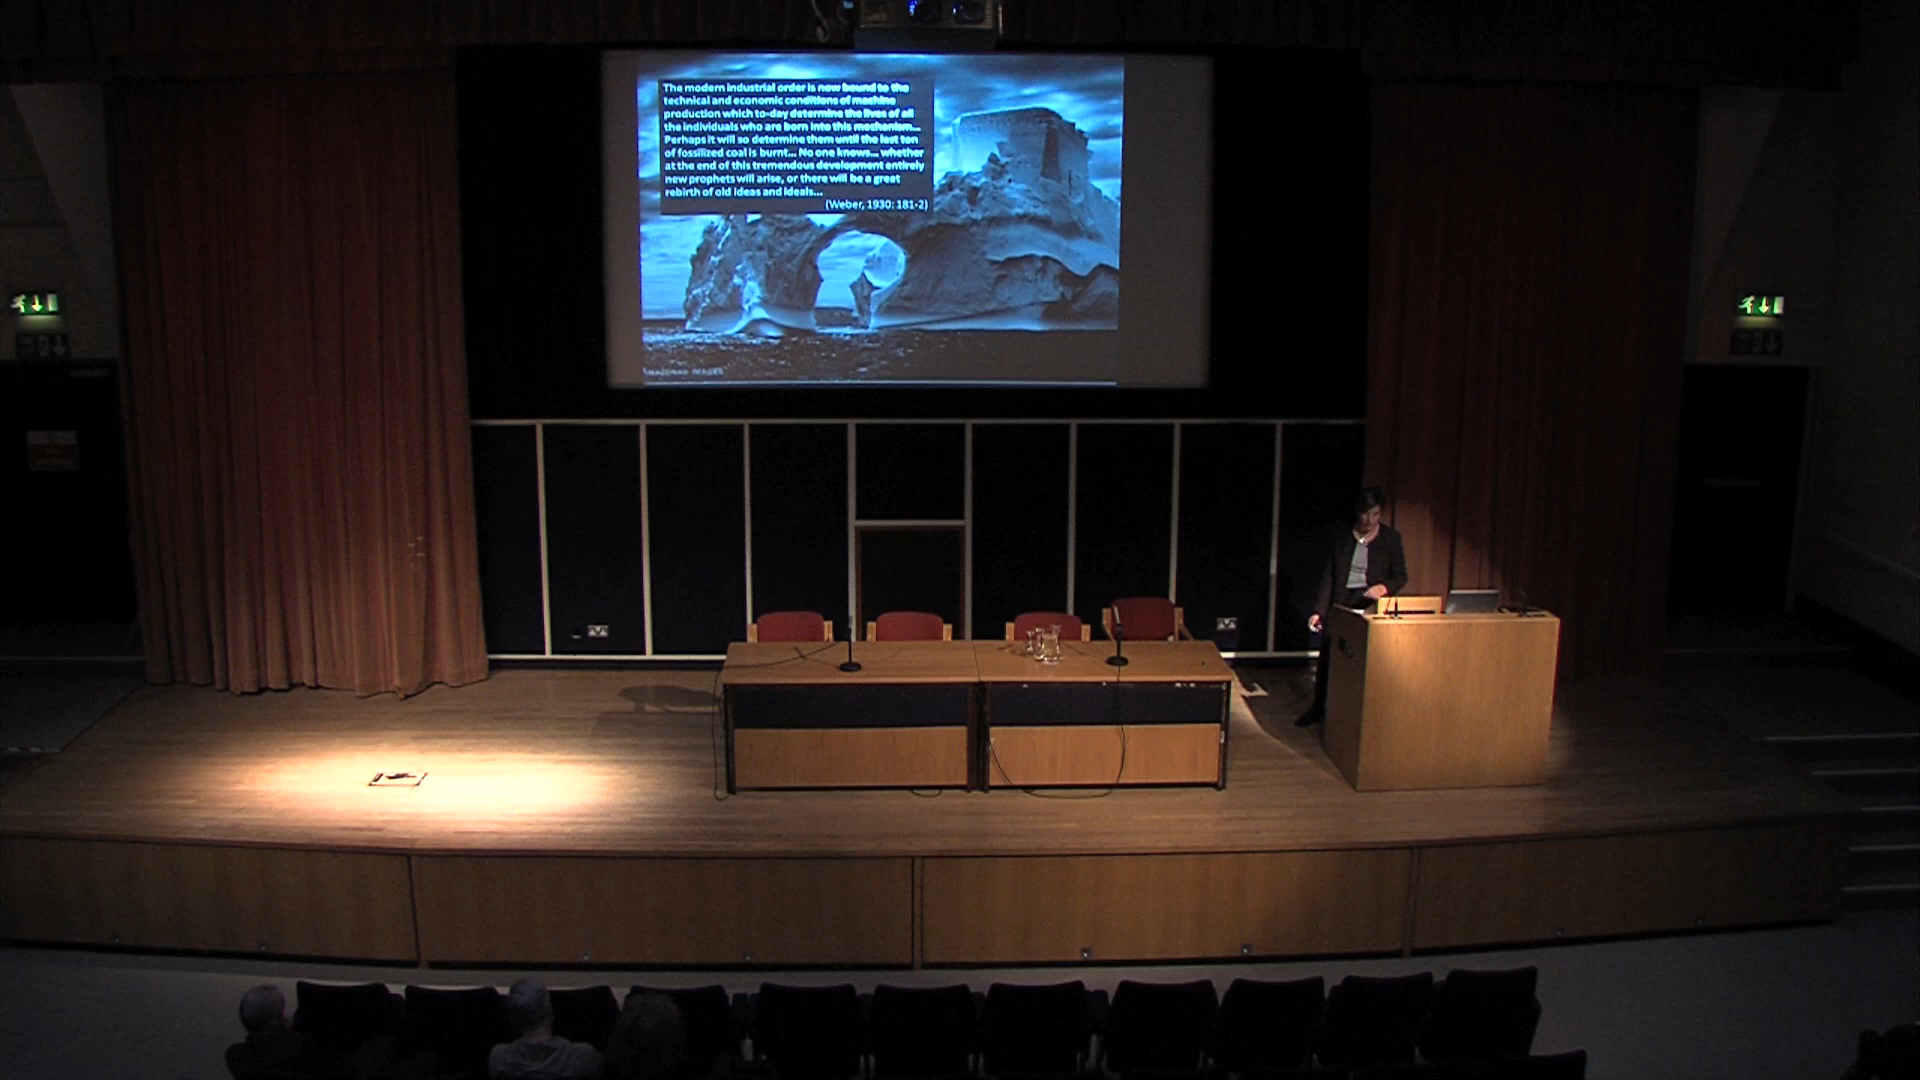 The modern industrial order is now bound to the
technical and economic conditions of machine
production which to-day determine the lives of all
the individuals who are born into this mechanism...
Perhaps it will so determine them until the last ton
of fossilized coal is burnt... No one knows... whether
at the end of this tremendous development entirely
new prophets will arise, or there will be a great
rebirth of old ideas and ideals...
(Weber, 1930: 181-2)